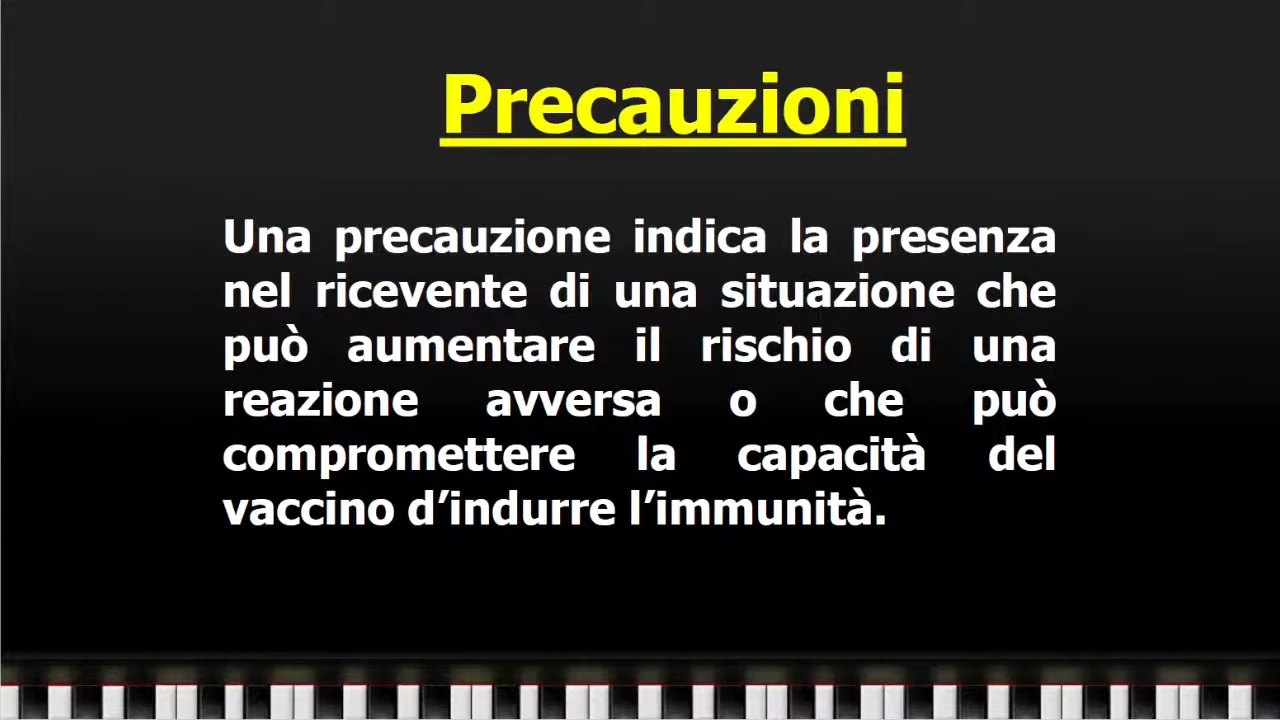 Precauzioni
Una precauzione indica la presenza
nel ricevente di una situazione che
può aumentare il rischio di una
reazione avversa o che può
compromettere la capacità del
vaccino d’indurre l’immunità.